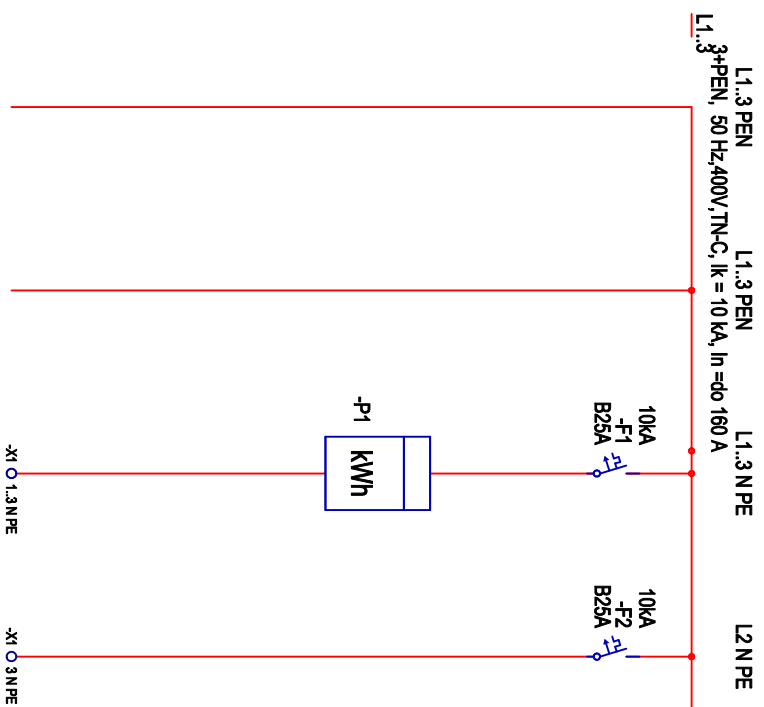 L1..3
3+PEN, 50 Hz,400V,TN-C, Ik = 10 kA, In =do 160 A
L1..3 PEN
L1..3 PEN
L1..3 N PE
L2 N PE
10kA
-F1
B25A
10kA
-F2
B25A
-P1
kWh
-X1
1..3 N PE
-X1
3 N PE